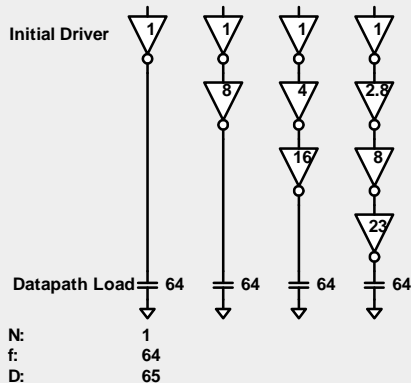 Initial Driver 1 1 1 1
8 4 2.8
16 8
23
Datapath Load 64 64 64 64
N: 1
f: 64
D: 65